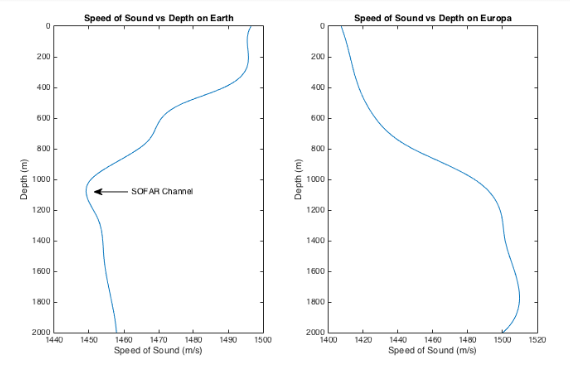 Speed of Sound vs Depth on Earth
0
200
400
600
800
1000
1200
1400
1600
1800
2000
Depth (m)
SOFAR Channel
1440 1450 1460 1470 1480 1490 1500
Speed of Sound (m/s)
Speed of Sound vs Depth on Europa
0
200
400
600
800
1000
1200
1400
1600
1800
2000
Depth (m)
1400 1420 1440 1460 1480 1500 1520
Speed of Sound (m/s)